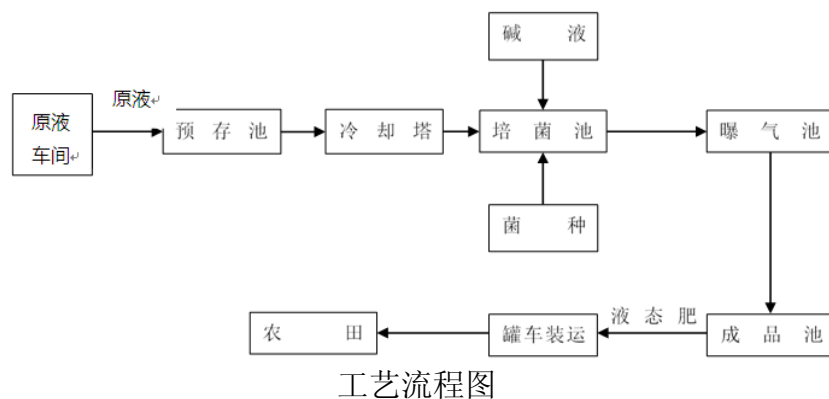 碱液
原液
原液
车间
预存池
冷却塔
培菌池
曝气池
菌种
液态肥
农田
罐车装运
成品池
工艺流程图